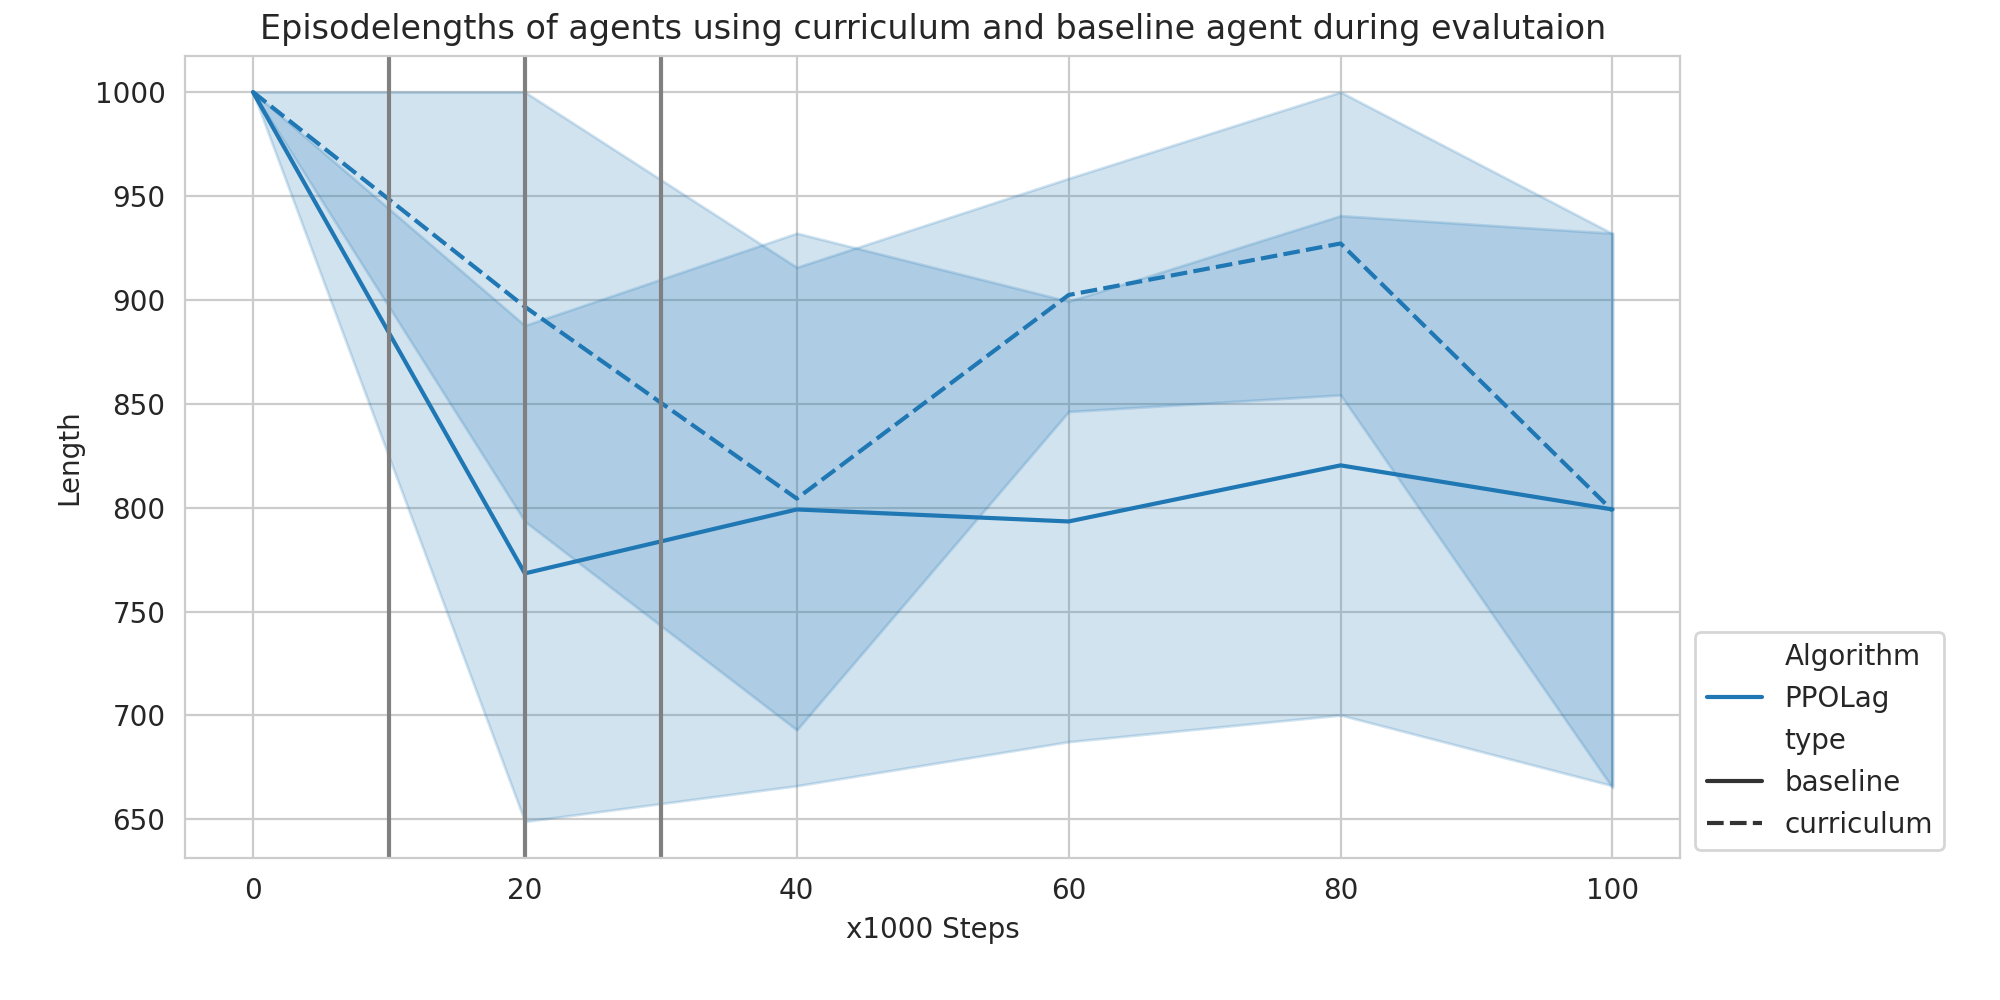 Episodelengths of agents using curriculum and baseline agent during evalutaion
1000
950
900
850
800
750
700
650
Length
0 20 40 60 80 100
x1000 Steps
Algorithm
PPOLag
type
baseline
curriculum